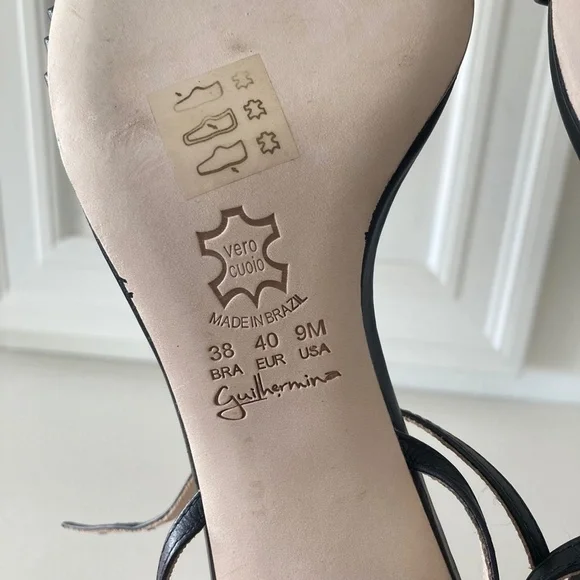 vero
cuoio
MADE IN BRAZIL
38 40 9M
BRA EUR USA
Guilhermina